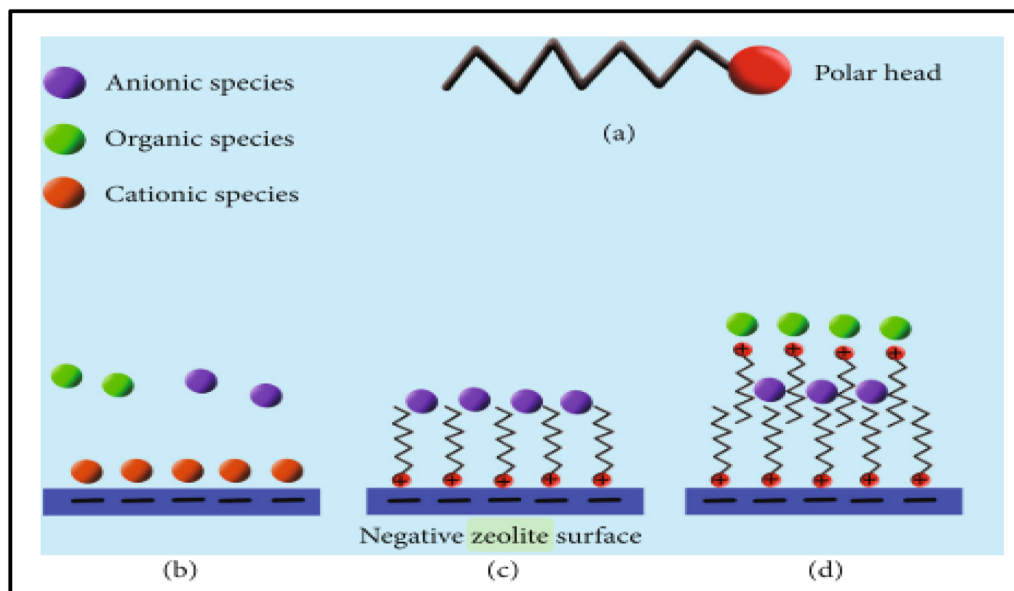 Anionic species
Organic species
Cationic species
Polar head
(a)
+ + + +
+ + + + +
+ + + + +
Negative zeolite surface
(b)
(c)
(d)